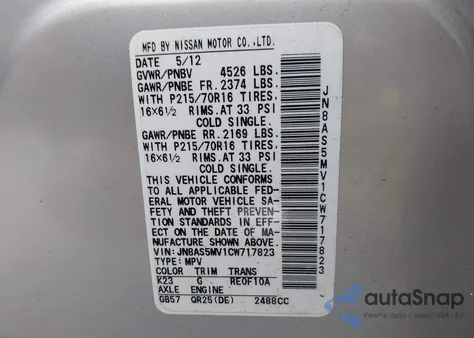 MFD BY NISSAN MOTOR CO.,LTD.
DATE 5/12
GVWR/PNBV 4526 LBS.
GAWR/PNBE FR. 2374 LBS.
WITH P215/70R16 TIRES,
16X6½ RIMS.AT 33 PSI
COLD SINGLE.
GAWR/PNBE RR. 2169 LBS.
WITH P215/70R16 TIRES,
16X6½ RIMS.AT 33 PSI
COLD SINGLE.
THIS VEHICLE CONFORMS
TO ALL APPLICABLE FED-
ERAL MOTOR VEHICLE SA-
FETY AND THEFT PREVEN-
TION STANDARDS IN EFF-
ECT ON THE DATE OF MA-
NUFACTURE SHOWN ABOVE.
VIN: JN8AS5MV1CW717823
TYPE: MPV
COLOR TRIM TRANS
K23 G RE0F10A
AXLE ENGINE
GB57 QR25(DE) 2488CC
JN8AS5MV1CW717823
autoSnap
POWERED BY